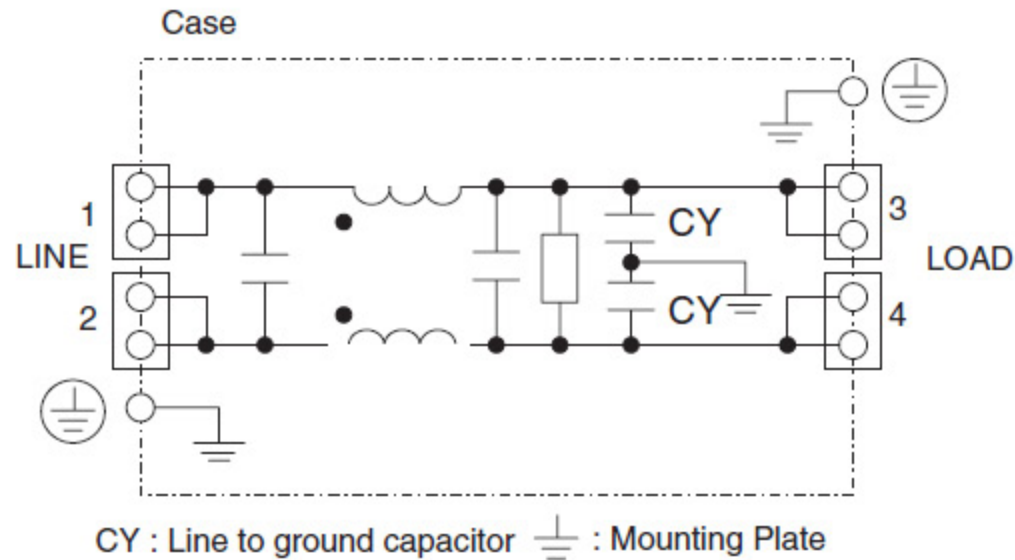 Case
1
LINE
2
CY
CY
3
LOAD
4
CY : Line to ground capacitor : Mounting Plate